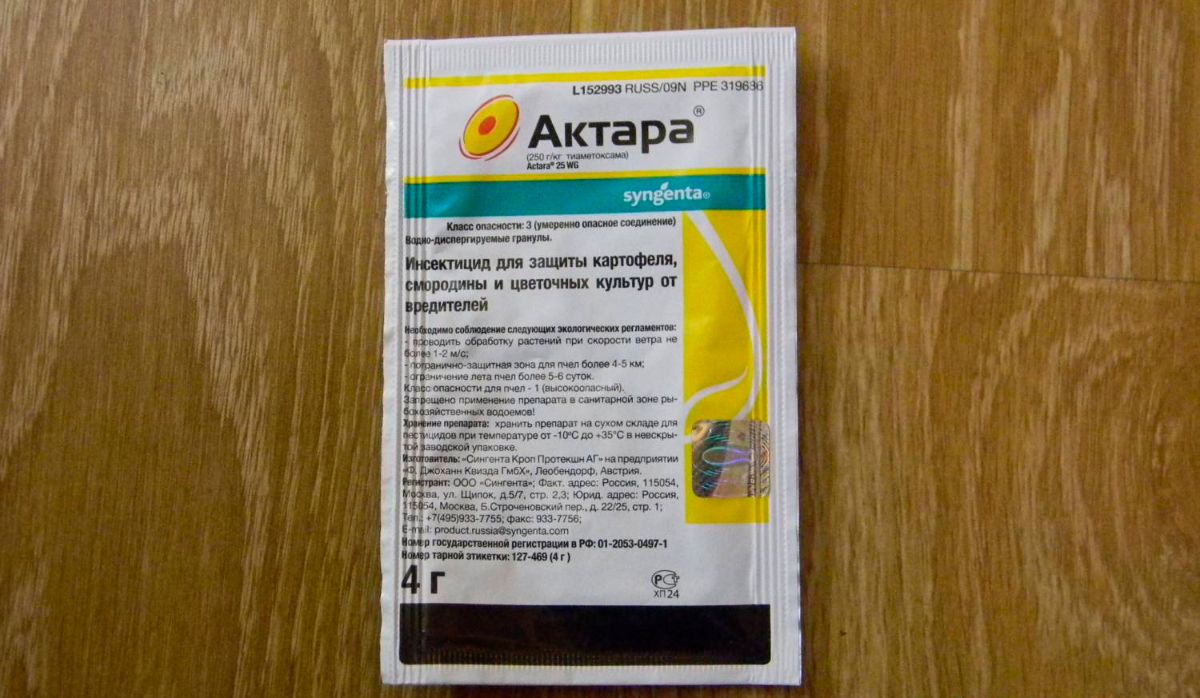 L152993 RUSS/09N PPE 319636
Актара®
(250 г/кг тиаметоксама)
Actara® 25 WG
syngenta®
Класс опасности: 3 (умеренно опасное соединение)
Водно-диспергируемые гранулы.
Инсектицид для защиты картофеля,
смородины и цветочных культур от
вредителей
Необходимо соблюдение следующих экологических регламентов:
- проводить обработку растений при скорости ветра не
более 1-2 м/с;
- погранично-защитная зона для пчел более 4-5 км;
- ограничение лета пчел более 5-6 суток.
Класс опасности для пчел - 1 (высокоопасный).
Запрещено применение препарата в санитарной зоне ры-
бохозяйственных водоемов!
Хранение препарата: хранить препарат на сухом складе для
пестицидов при температуре от -10ºС до +35°С в невскры-
той заводской упаковке.
Изготовитель: «Сингента Кроп Протекшн АГ» на предприятии
«Ф. Джоханн Квизда ГмбХ», Леобендорф, Австрия.
Регистрант: ООО «Сингента»; Факт. адрес: Россия, 115054,
Москва, ул. Щипок, д.5/7, стр. 2,3; Юрид. адрес: Россия,
115054, Москва, Б.Строченовский пер., д. 22/25, стр. 1;
Тел.: +7(495)933-7755; факс: 933-7756;
E-mail: product.russia@syngenta.com
Номер государственной регистрации в РФ: 01-2053-0497-1
Номер тарной этикетки: 127-469 (4 г )
4 г
ХП 24